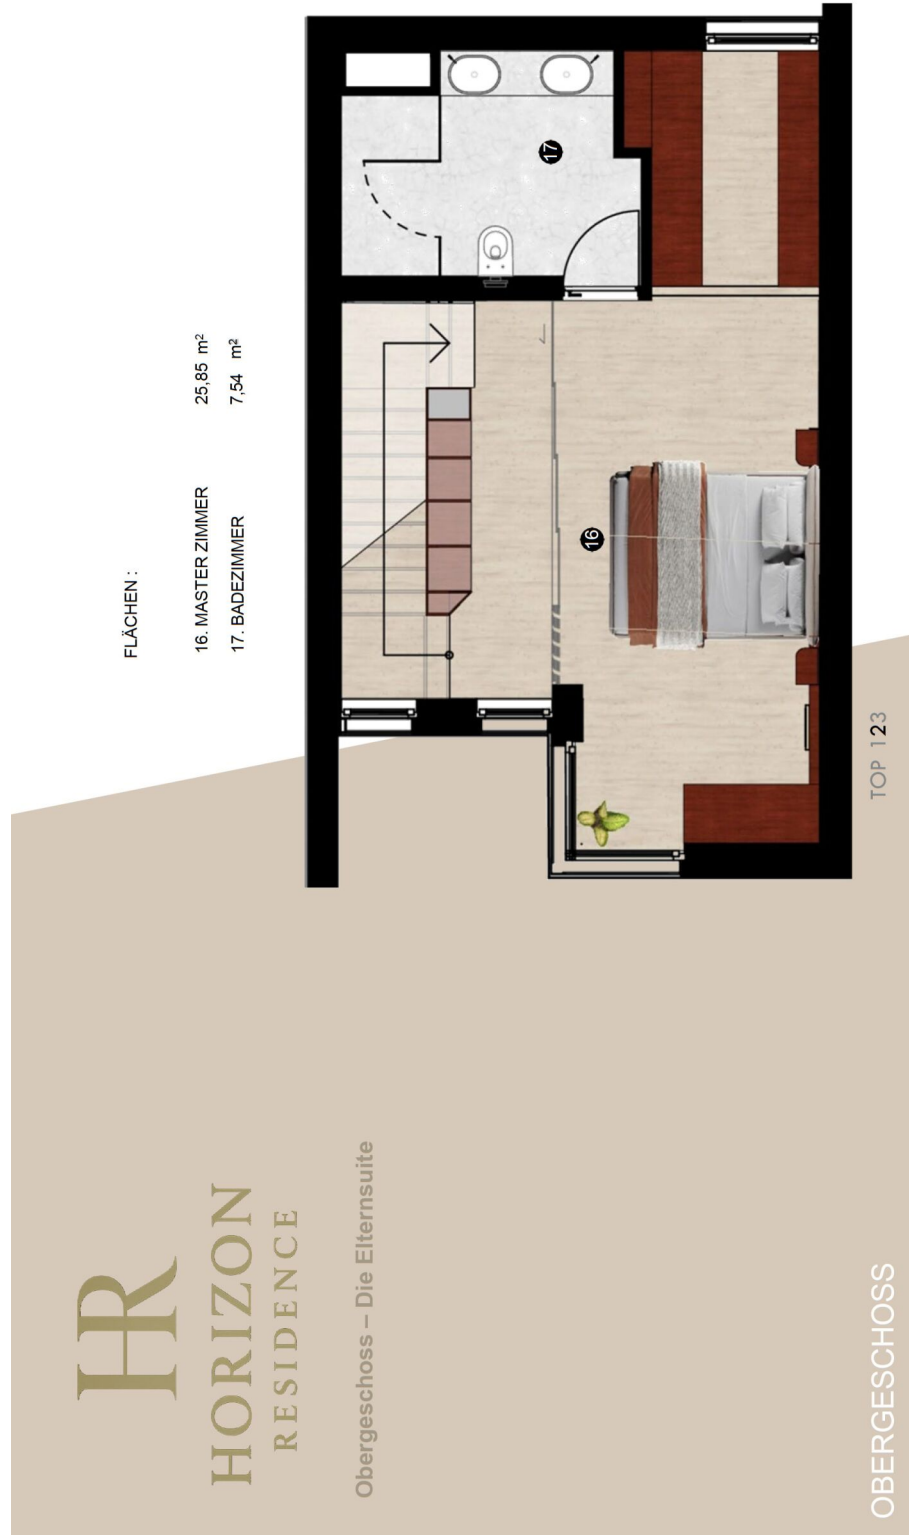 HR
HORIZON
RESIDENCE
Obergeschoss – Die Elternsuite
OBERGESCHOSS
FLÄCHEN :
16. MASTER ZIMMER 25,85 m²
17. BADEZIMMER 7,54 m²
17
16
TOP 123